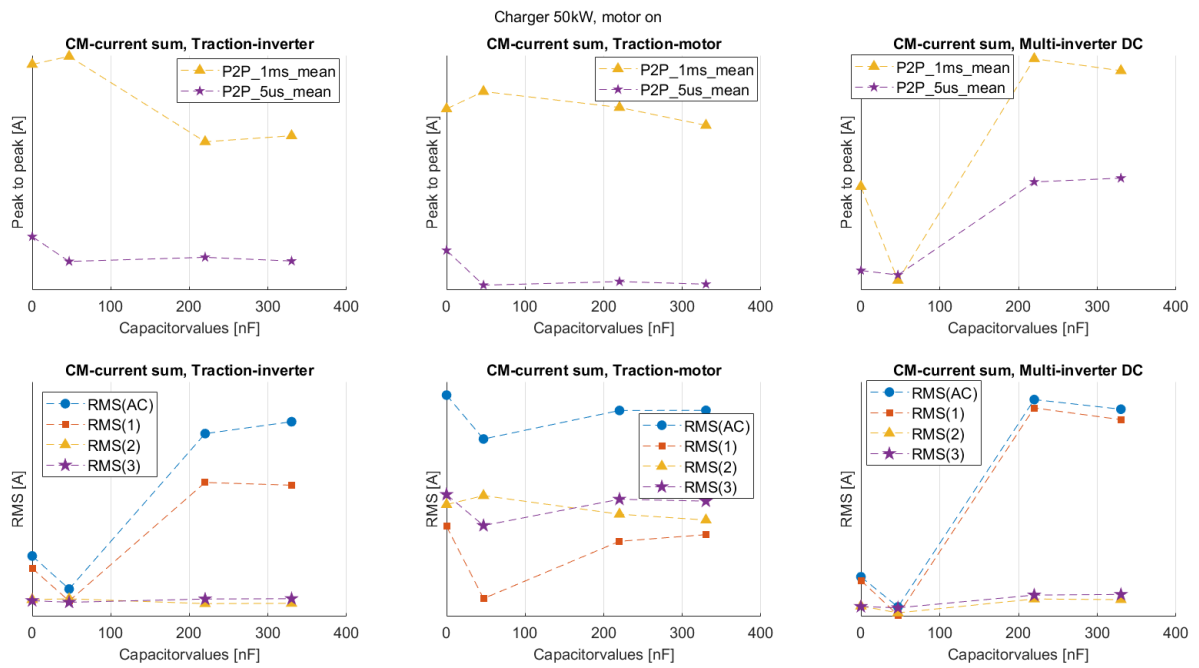 Charger 50kW, motor on
CM-current sum, Traction-inverter
P2P_1ms_mean
P2P_5us_mean
Peak to peak [A]
0 100 200 300 400
Capacitorvalues [nF]
CM-current sum, Traction-motor
P2P_1ms_mean
P2P_5us_mean
Peak to peak [A]
0 100 200 300 400
Capacitorvalues [nF]
CM-current sum, Multi-inverter DC
P2P_1ms_mean
P2P_5us_mean
Peak to peak [A]
0 100 200 300 400
Capacitorvalues [nF]
CM-current sum, Traction-inverter
RMS(AC)
RMS(1)
RMS(2)
RMS(3)
RMS [A]
0 100 200 300 400
Capacitorvalues [nF]
CM-current sum, Traction-motor
RMS(AC)
RMS(1)
RMS(2)
RMS(3)
RMS [A]
0 100 200 300 400
Capacitorvalues [nF]
CM-current sum, Multi-inverter DC
RMS(AC)
RMS(1)
RMS(2)
RMS(3)
RMS [A]
0 100 200 300 400
Capacitorvalues [nF]